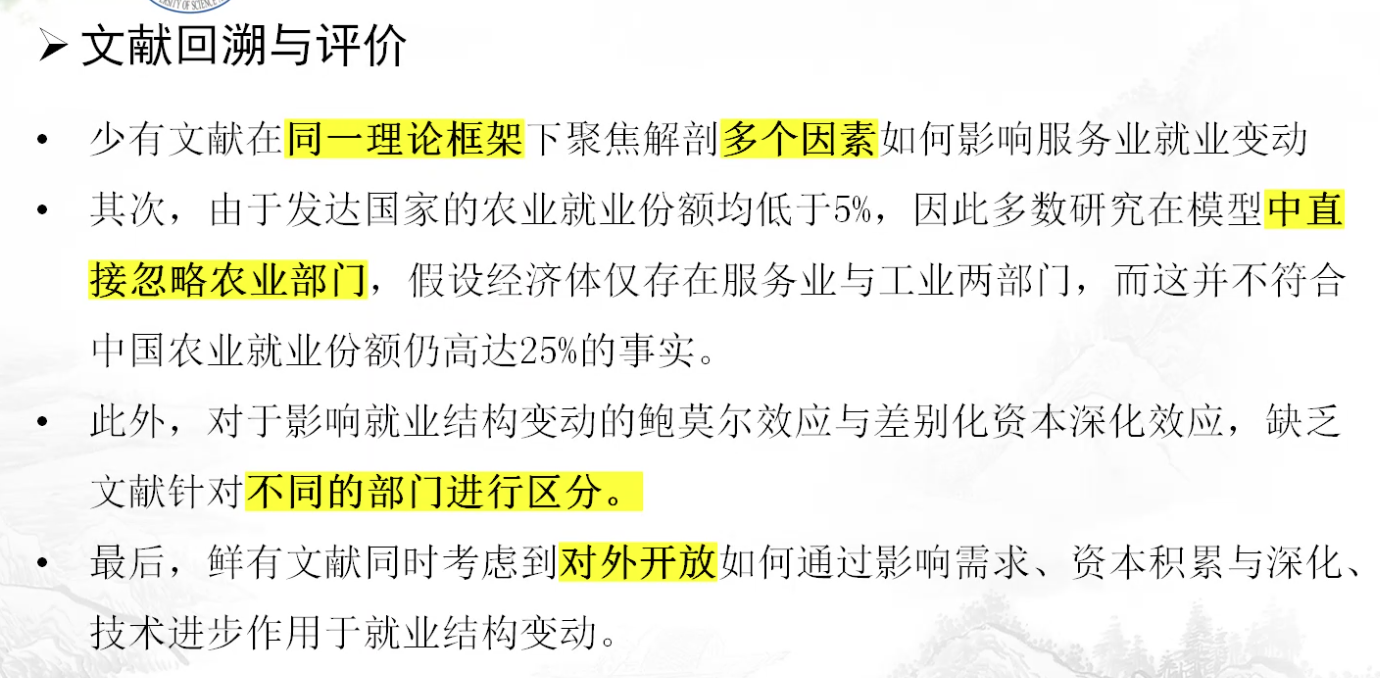 ERSITY OF SCIENCE
➢ 文献回溯与评价
• 少有文献在同一理论框架下聚焦解剖多个因素如何影响服务业就业变动
• 其次，由于发达国家的农业就业份额均低于5%，因此多数研究在模型中直
接忽略农业部门，假设经济体仅存在服务业与工业两部门，而这并不符合
中国农业就业份额仍高达25%的事实。
• 此外，对于影响就业结构变动的鲍莫尔效应与差别化资本深化效应，缺乏
文献针对不同的部门进行区分。
• 最后，鲜有文献同时考虑到对外开放如何通过影响需求、资本积累与深化、
技术进步作用于就业结构变动。